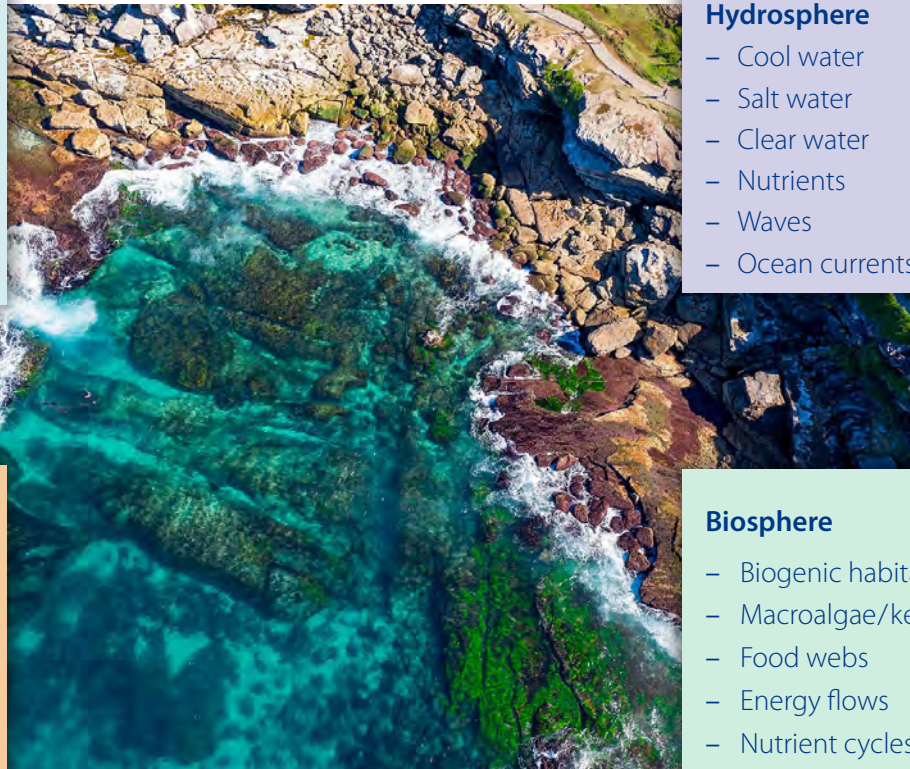 Hydrosphere
– Cool water
– Salt water
– Clear water
– Nutrients
– Waves
– Ocean currents
Biosphere
– Biogenic
– Food webs
– Energy flows
– Nutrient cycles